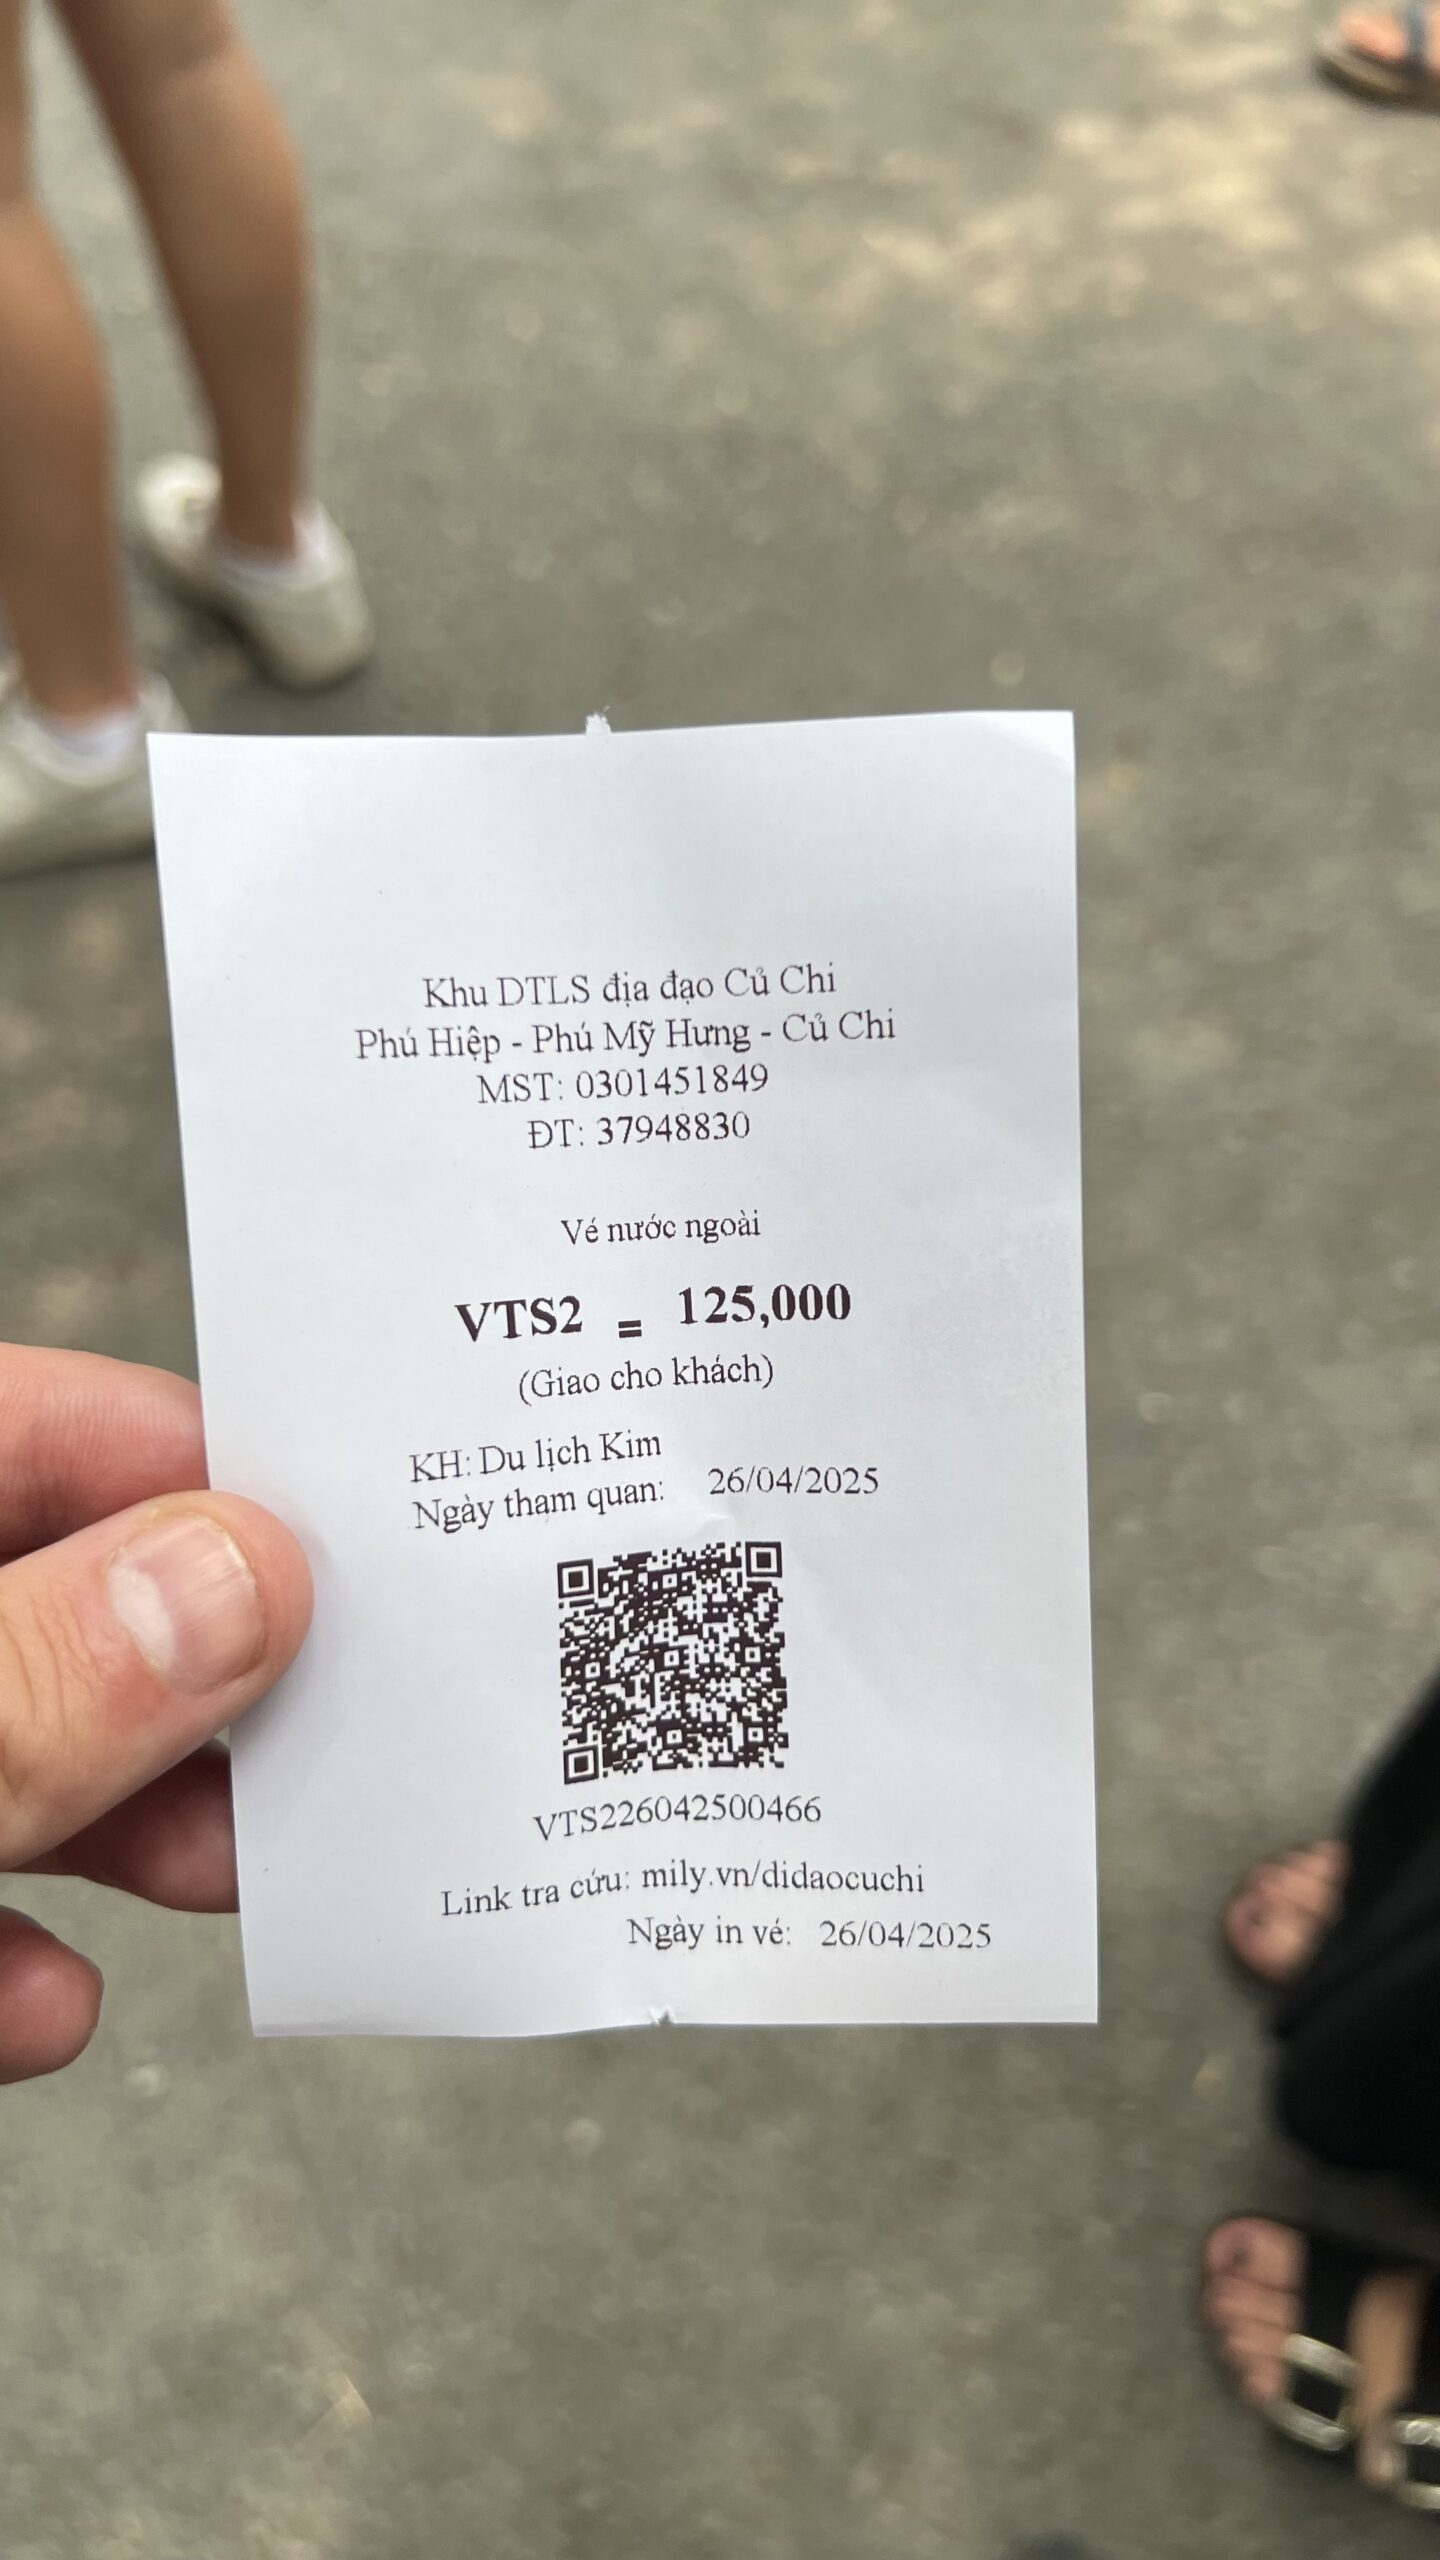 Khu DTLS địa đạo Củ Chi
Phú Hiệp - Phú Mỹ Hưng - Củ Chi
MST: 0301451849
ĐT: 37948830
Vé nước ngoài
VTS2 = 125,000
(Giao cho khách)
KH: Du lịch Kim
Ngày tham quan: 26/04/2025
VTS226042500466
Link tra cứu: mily.vn/didaocuchi
Ngày in vé: 26/04/2025